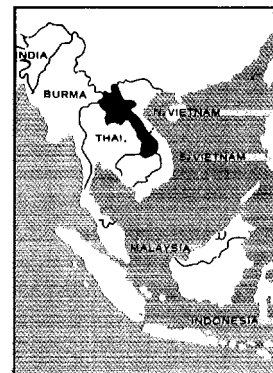 INDIA
BURMA
N. VIETNAM
THAI.
S. VIETNAM
MALAYSIA
INDONESIA